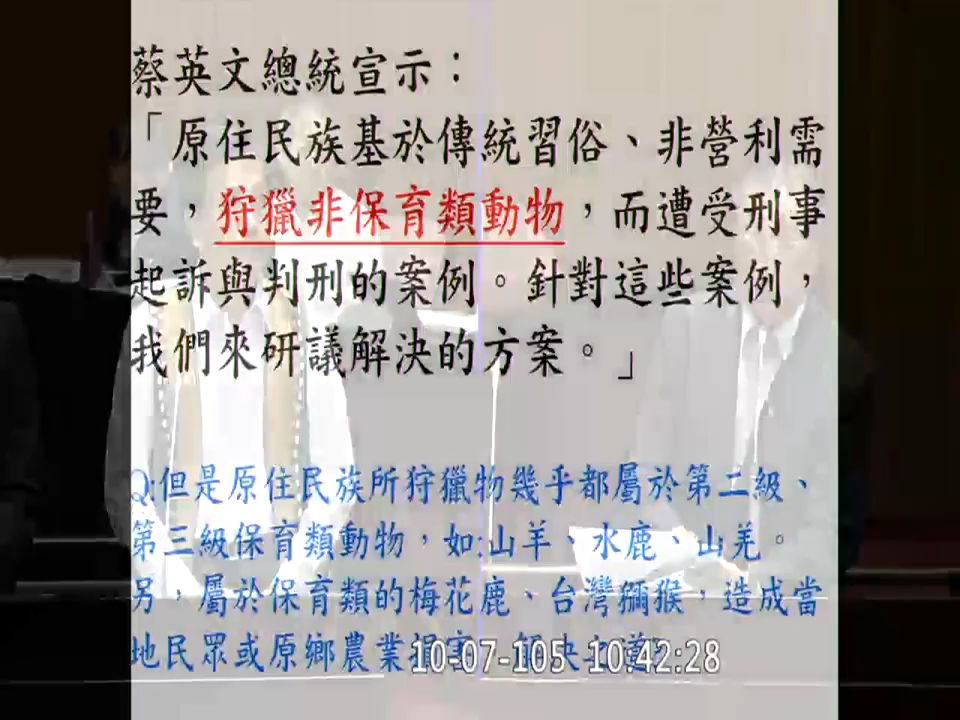 蔡英文總統宣示：
「原住民族基於傳統習俗、非營利需
要，狩獵非保育類動物，而遭受刑事
起訴與判刑的案例。針對這些案例，
我們來研議解決的方案。」
Q:但是原住民族所狩獵物幾乎都屬於第二級、
第三級保育類動物，如:山羊、水鹿、山羌。
另，屬於保育類的梅花鹿、台灣獼猴，造成當
地民眾或原鄉農業損害
10-07-105 10:42:28